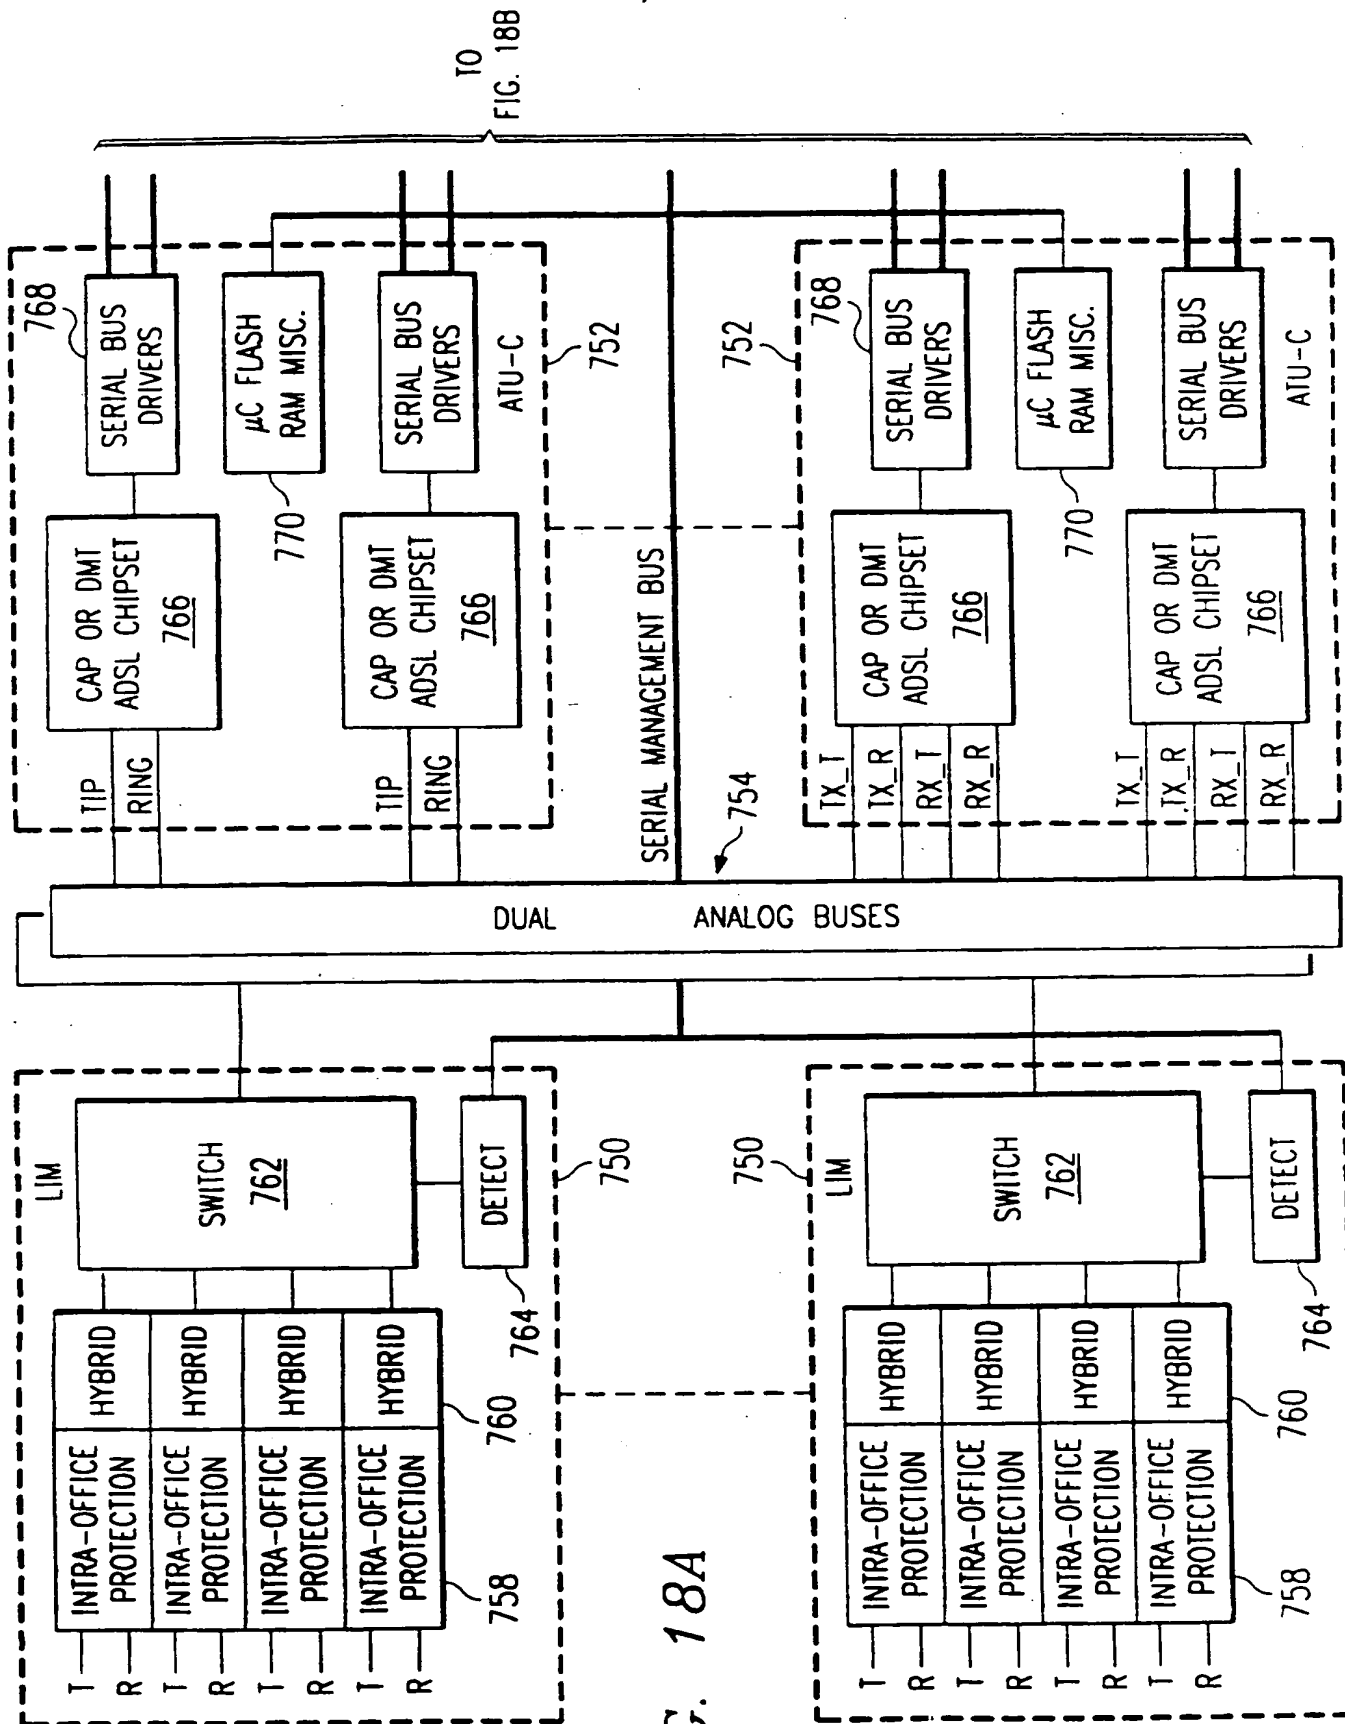 TO
FIG. 18B
768
SERIAL BUS
DRIVERS
CAP OR DMT
ADSL CHIPSET
766
TIP
RING
μC FLASH
RAM MISC.
770
SERIAL BUS
DRIVERS
CAP OR DMT
ADSL CHIPSET
766
TIP
RING
ATU-C
752
SERIAL MANAGEMENT BUS
754
752
768
SERIAL BUS
DRIVERS
CAP OR DMT
ADSL CHIPSET
766
TX_T
TX_R
RX_T
RX_R
μC FLASH
RAM MISC.
770
SERIAL BUS
DRIVERS
CAP OR DMT
ADSL CHIPSET
766
TX_T
TX_R
RX_T
RX_R
ATU-C
DUAL ANALOG BUSES
LIM
SWITCH
762
DETECT
764
750
HYBRID
HYBRID
HYBRID
HYBRID
760
INTRA-OFFICE
PROTECTION
INTRA-OFFICE
PROTECTION
INTRA-OFFICE
PROTECTION
INTRA-OFFICE
PROTECTION
758
T
R
T
R
T
R
T
R
750
LIM
SWITCH
762
DETECT
764
HYBRID
HYBRID
HYBRID
HYBRID
760
INTRA-OFFICE
PROTECTION
INTRA-OFFICE
PROTECTION
INTRA-OFFICE
PROTECTION
INTRA-OFFICE
PROTECTION
758
T
R
T
R
T
R
T
R
G. 18A